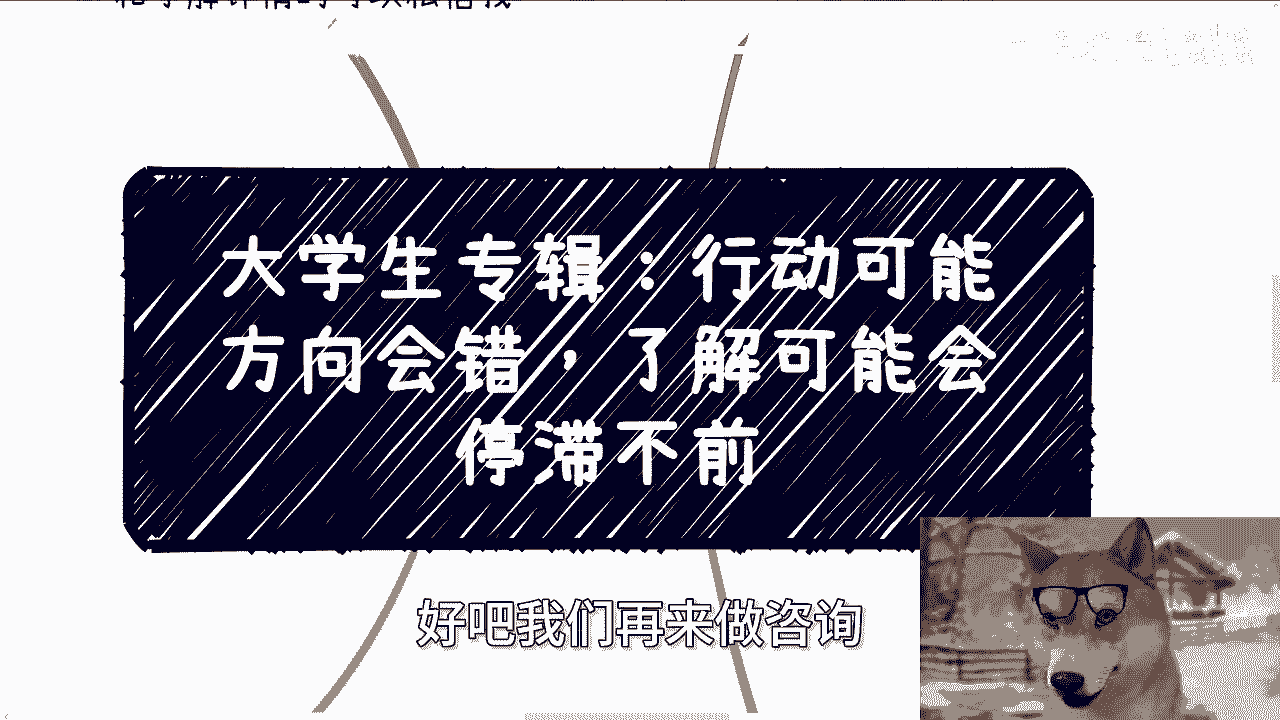 大学生专辑：行动可能
方向会错，了解可能会
停滞不前
好吧我们再来做咨询